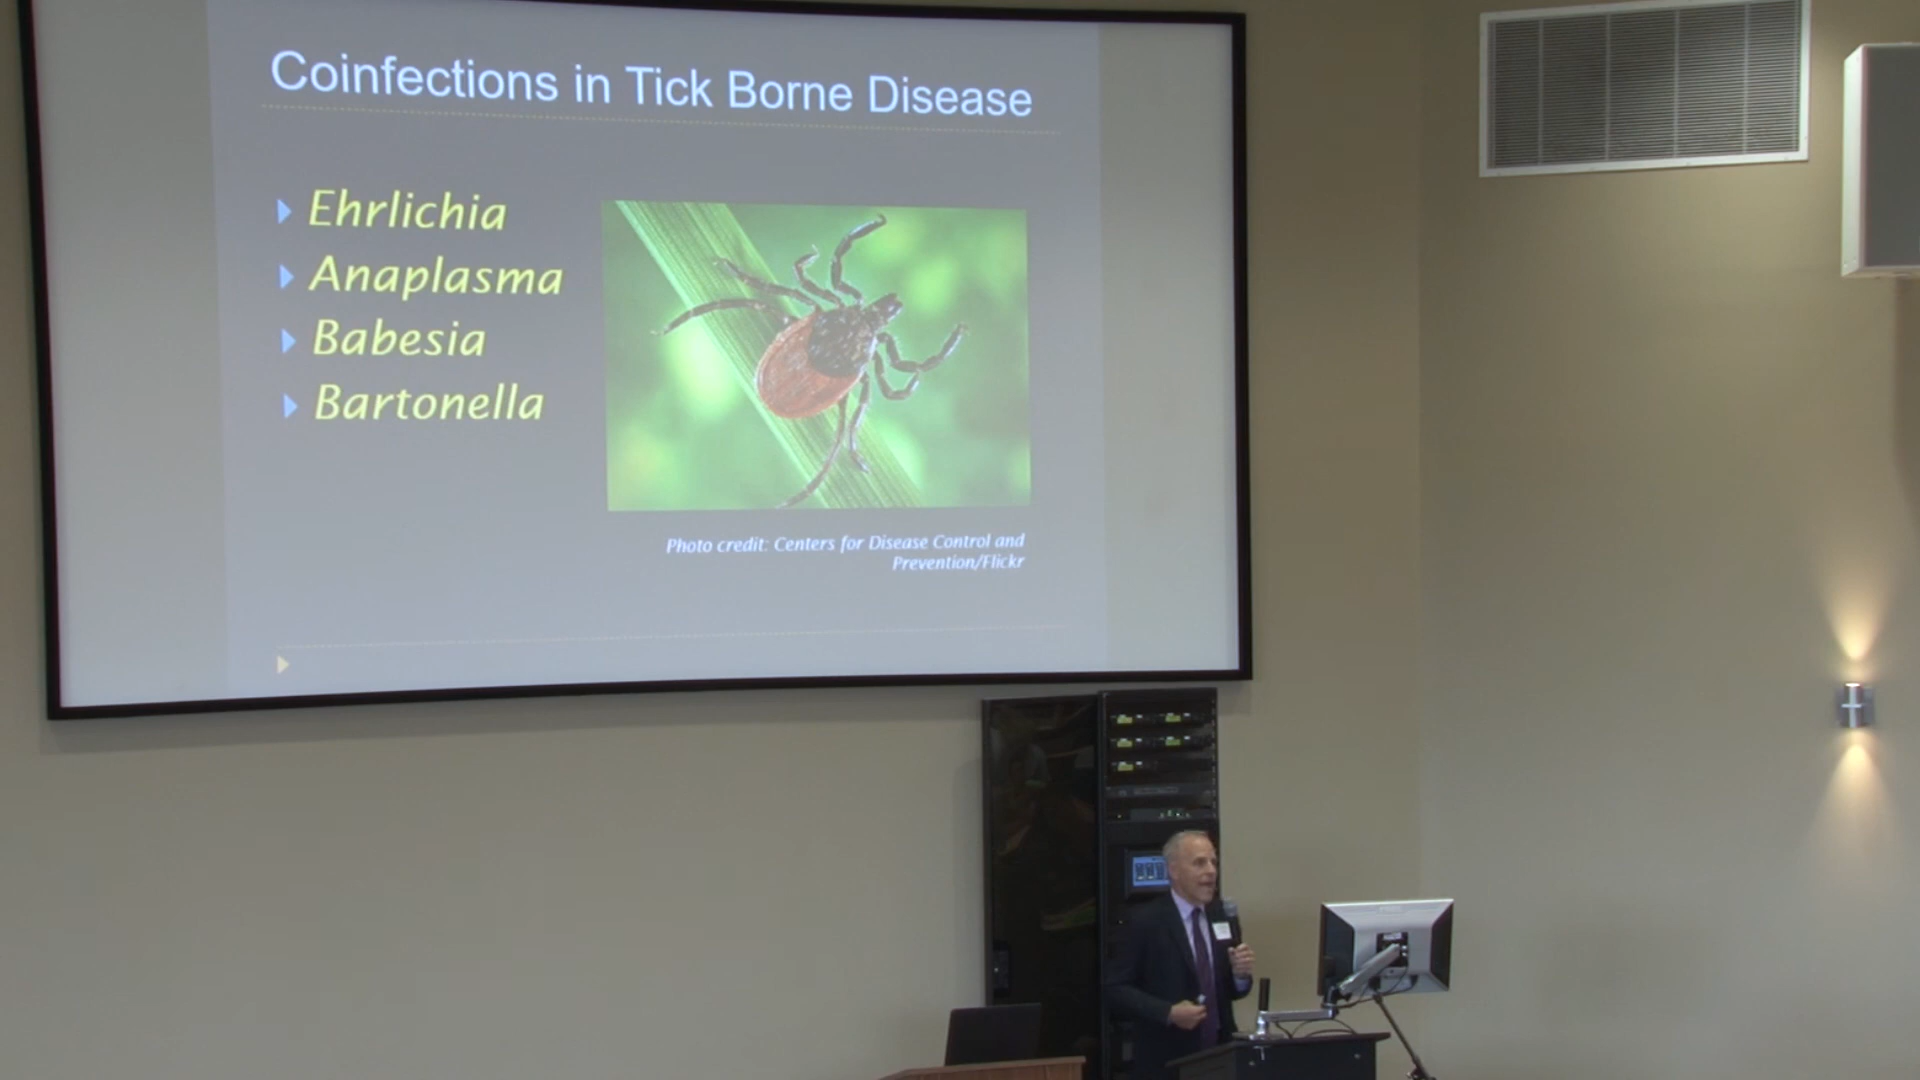 Coinfections in Tick Borne Disease
Ehrlichia
Anaplasma
Babesia
Bartonella
Photo credit: Centers for Disease Control and
Prevention/Flickr